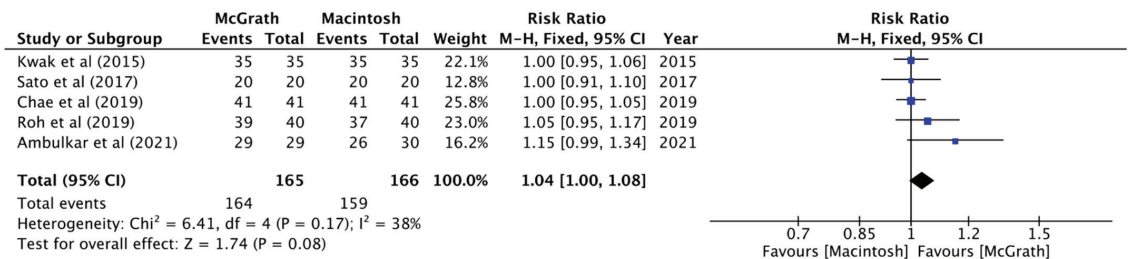 McGrath Macintosh Risk Ratio Risk Ratio
Study or Subgroup Events Total Events Total Weight M-H, Fixed, 95% CI Year M-H, Fixed, 95% CI
Kwak et al (2015) 35 35 35 35 22.1% 1.00 [0.95, 1.06] 2015
Sato et al (2017) 20 20 20 20 12.8% 1.00 [0.91, 1.10] 2017
Chae et al (2019) 41 41 41 41 25.8% 1.00 [0.95, 1.05] 2019
Roh et al (2019) 39 40 37 40 23.0% 1.05 [0.95, 1.17] 2019
Ambulkar et al (2021) 29 29 26 30 16.2% 1.15 [0.99, 1.34] 2021
Total (95% CI) 165 166 100.0% 1.04 [1.00, 1.08]
Total events 164 159
Heterogeneity: Chi² = 6.41, df = 4 (P = 0.17); I² = 38%
Test for overall effect: Z = 1.74 (P = 0.08)
0.7 0.85 1 1.2 1.5
Favours [Macintosh] Favours [McGrath]